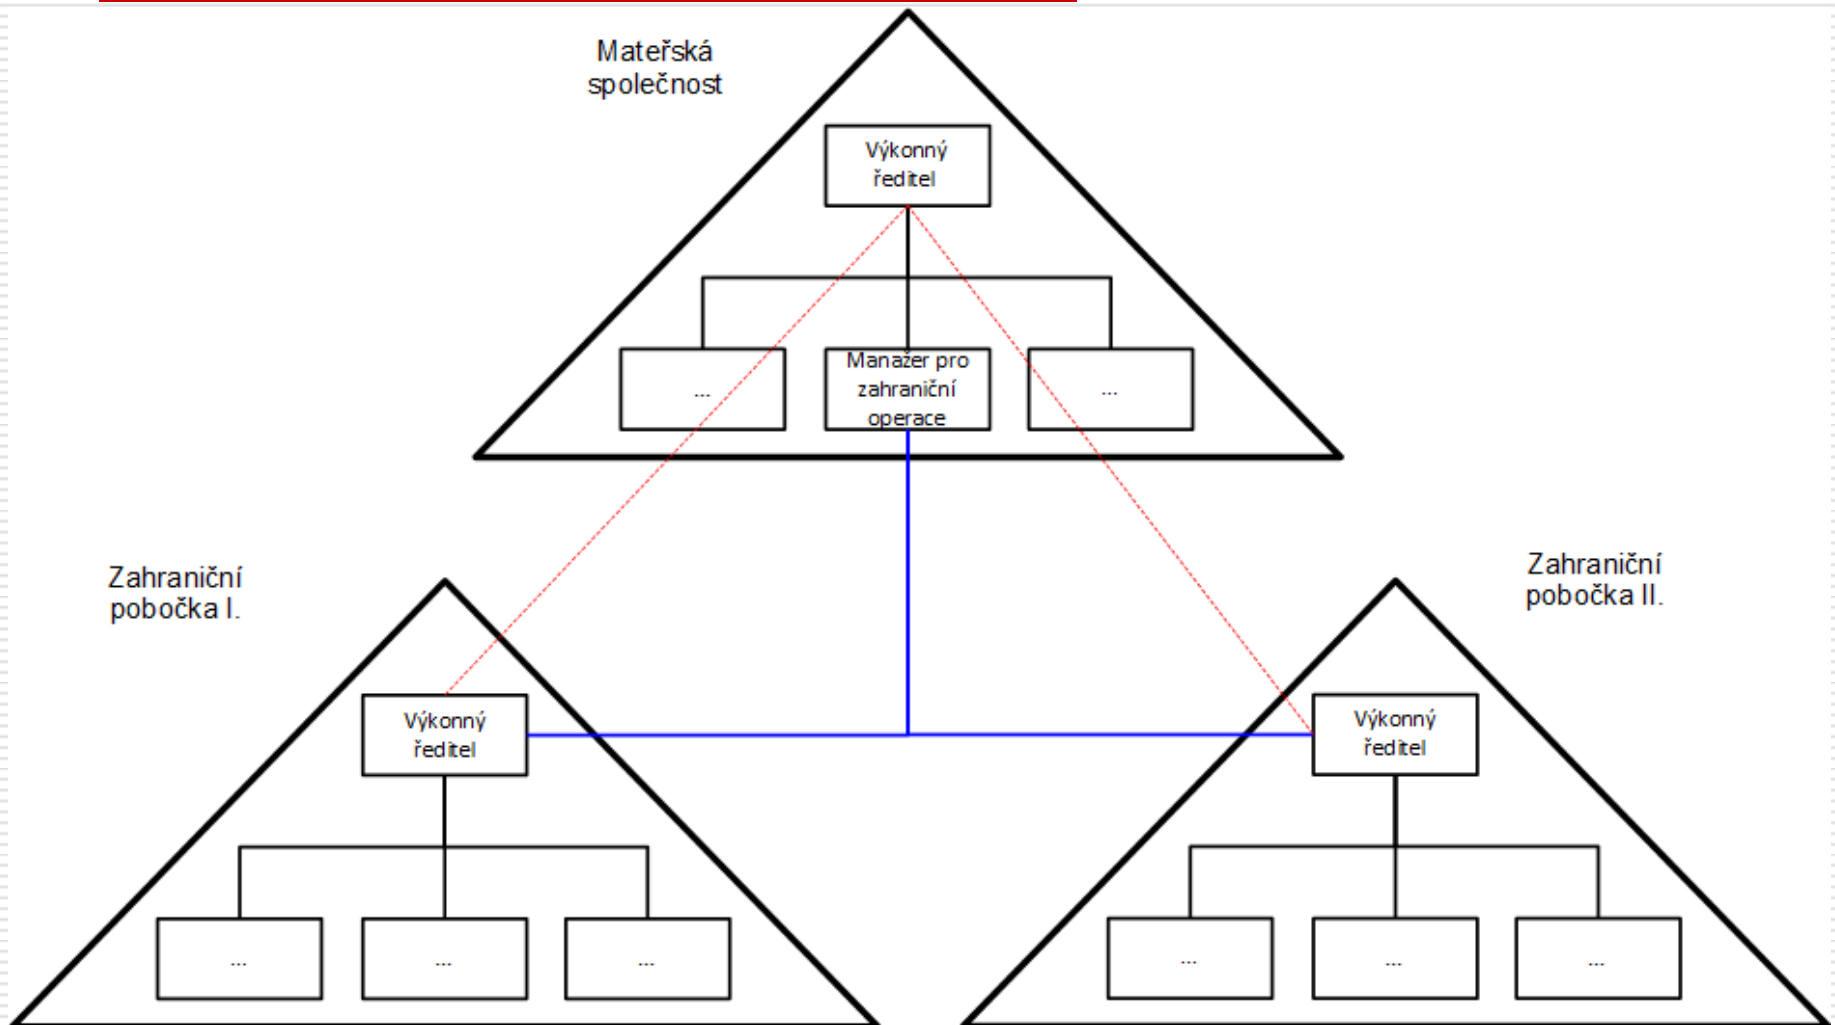 Mateřská
společnost
Výkonný
ředitel
...
Manažer pro
zahraniční
operace
...
Zahraniční
pobočka I.
Zahraniční
pobočka II.
Výkonný
ředitel
Výkonný
ředitel
...
...
...
...
...
...